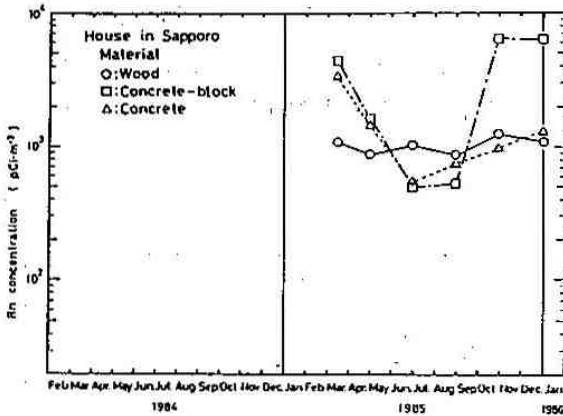 House in Sapporo
Material
○:Wood
□:Concrete-block
△:Concrete
Rn concentration ( pCi·m⁻³ )
10⁴
10³
10²
Feb Mar Apr. May Jun Jul. Aug Sep Oct Nov Dec. Jan Feb Mar. Apr. May Jun Jul. Aug Sep. Oct. Nov Dec. Jan
1984 1985 1986